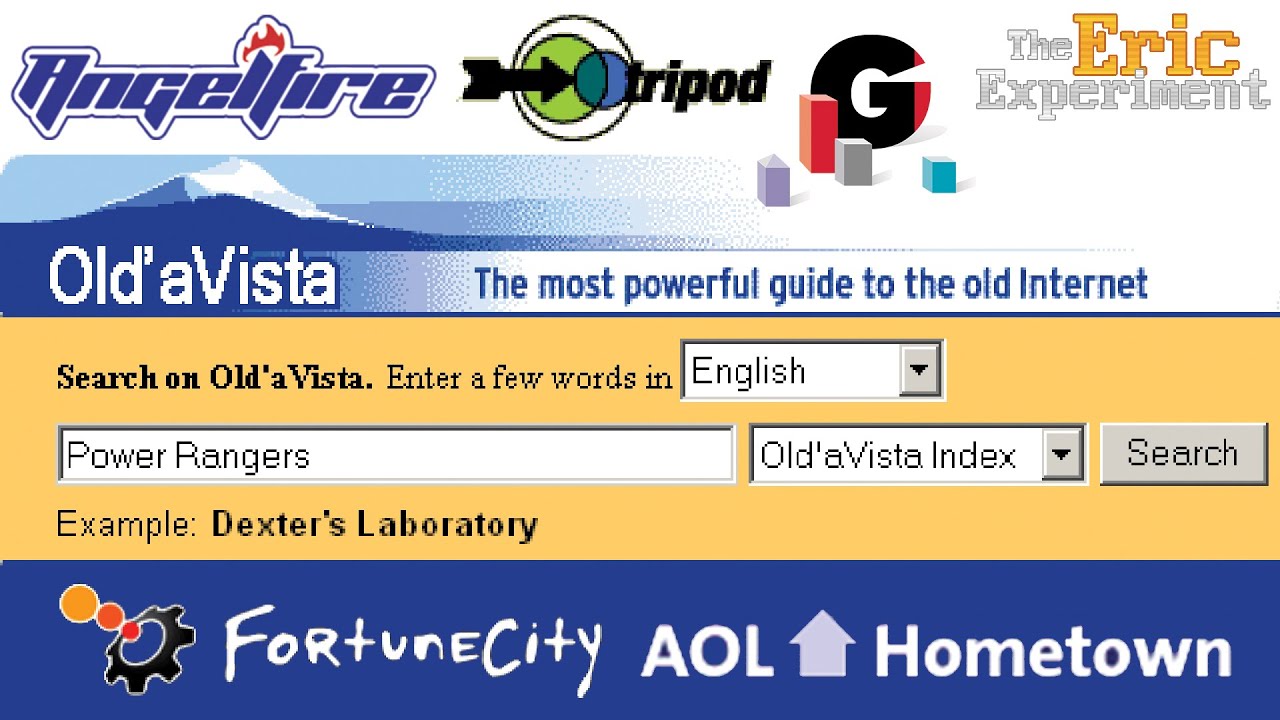 Angelfire
tripod
G
The Eric
Experiment
Old'aVista
The most powerful guide to the old Internet
Search on Old'aVista. Enter a few words in English
Power Rangers Old'aVista Index Search
Example: Dexter's Laboratory
FortuneCity
AOL Hometown